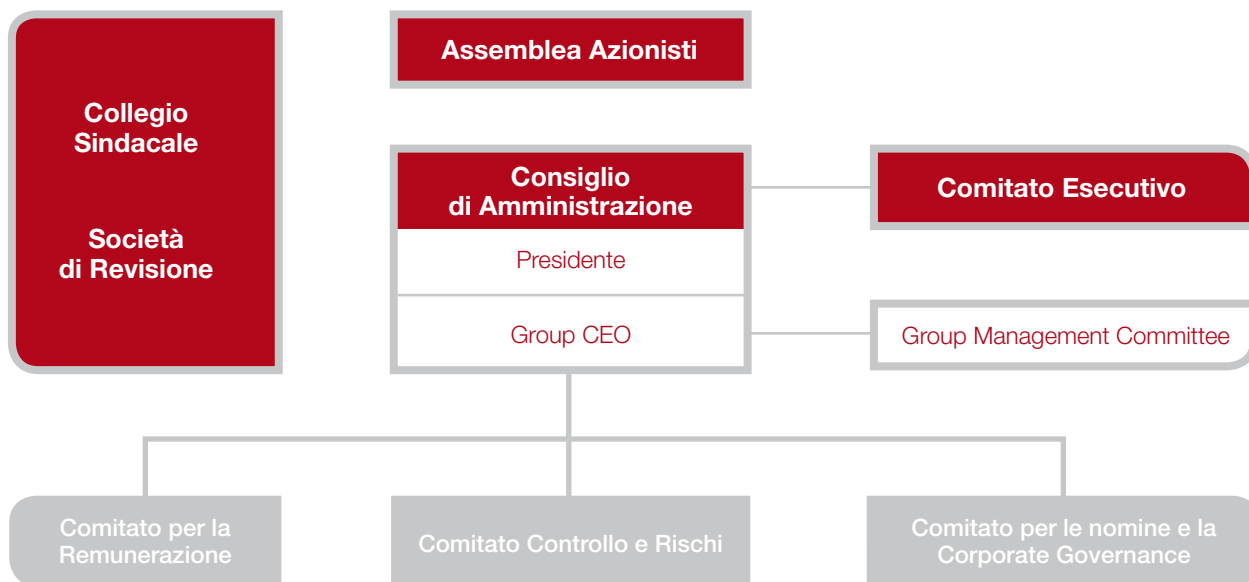 Collegio
Sindacale
Società
di Revisione
Assemblea Azionisti
Consiglio
di Amministrazione
Presidente
Group CEO
Comitato Esecutivo
Group Management Committee
Comitato per la
Remunerazione
Comitato Controllo e Rischi
Comitato per le nomine e la
Corporate Governance